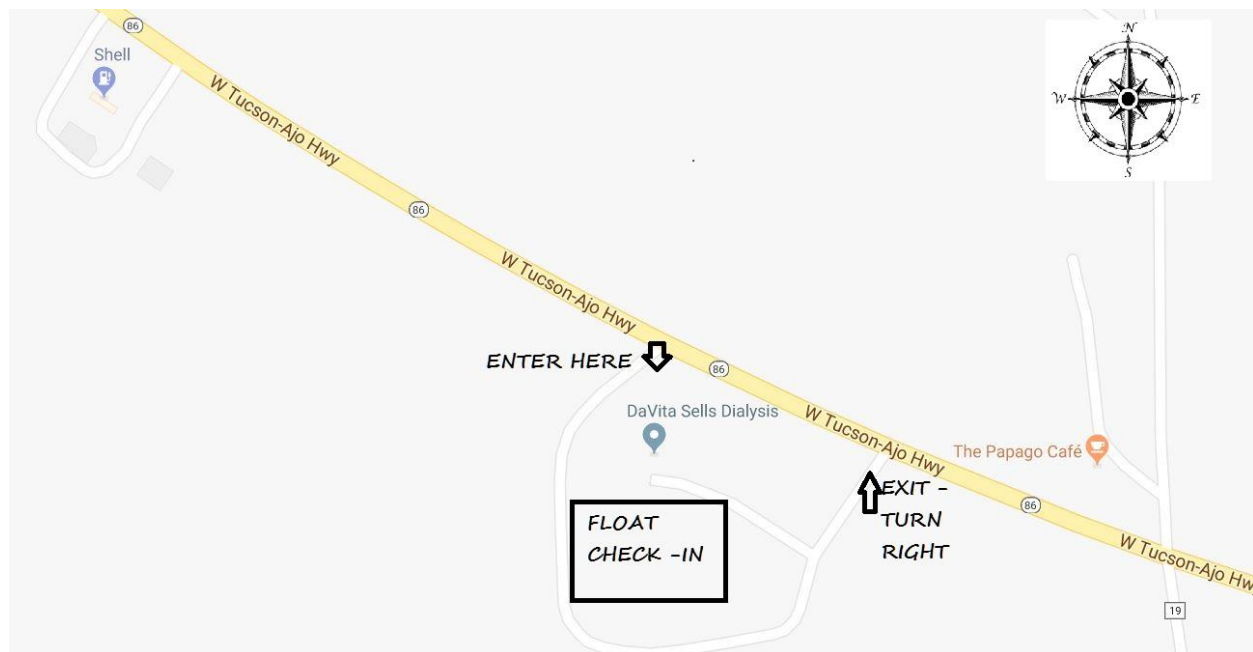 86
Shell
W Tucson-Ajo Hwy
N
W
E
S
86
W Tucson-Ajo Hwy
ENTER HERE
86
DaVita Sells Dialysis
W Tucson-Ajo Hwy
The Papago Café
EXIT -
TURN
RIGHT
86
FLOAT
CHECK -IN
W Tucson-Ajo Hwy
19